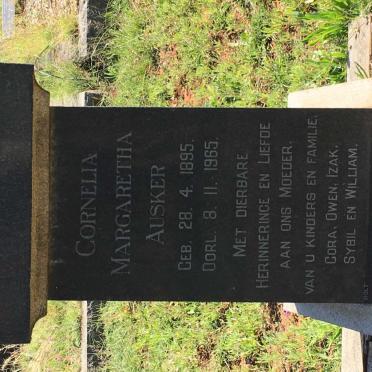 CORNELIA
MARGARETHA
AUSKER
GEB. 28. 4. 1895.
OORL. 8. 11. 1965.
MET DIERBARE
HERINNERINGE EN LIEFDE
AAN ONS MOEDER,
VAN U KINDERS EN FAMILIE,
CORA, OWEN, IZAK,
SYBIL EN WILLIAM.